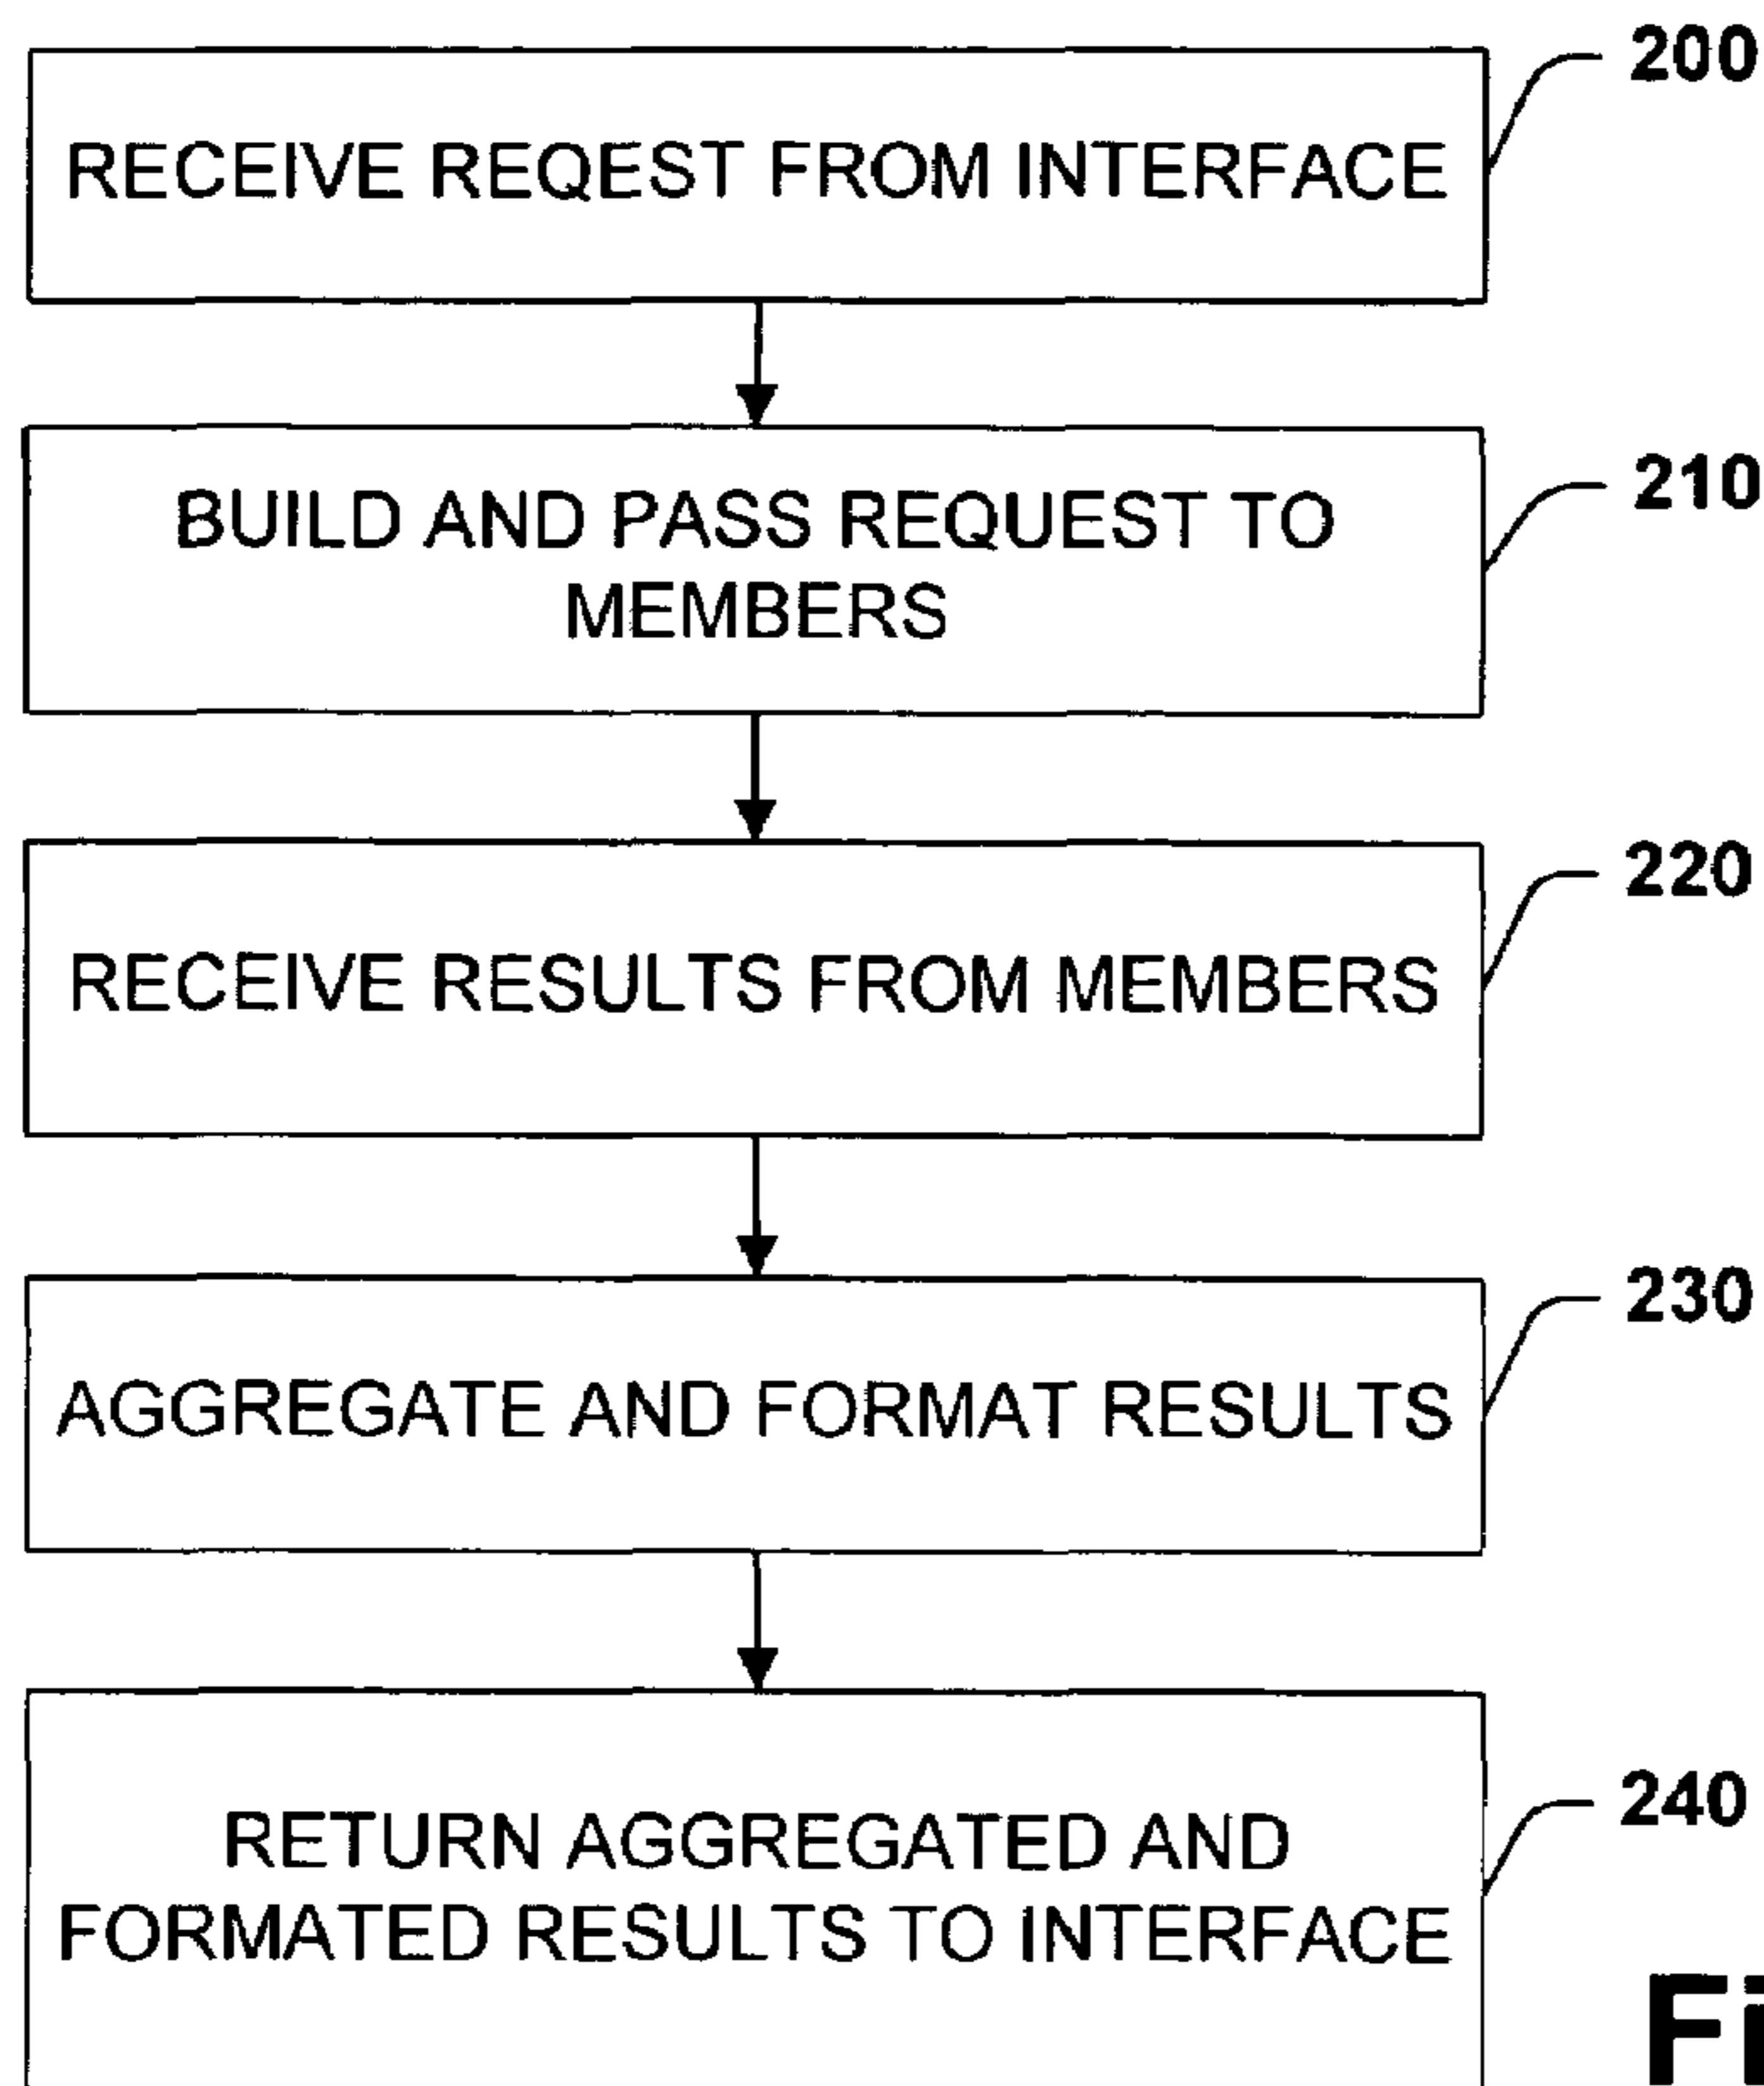 200
RECEIVE REQEST FROM INTERFACE
210
BUILD AND PASS REQUEST TO
MEMBERS
220
RECEIVE RESULTS FROM MEMBERS
230
AGGREGATE AND FORMAT RESULTS
240
RETURN AGGREGATED AND
FORMATED RESULTS TO INTERFACE